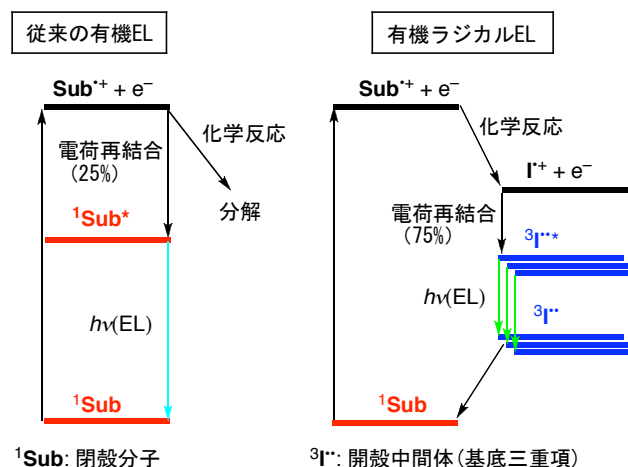 従来の有機EL
有機ラジカルEL
Sub•+ + e−
Sub•+ + e−
化学反応
化学反応
電荷再結合
(25%)
I•+ + e−
分解
電荷再結合
(75%)
¹Sub*
³I••*
hν(EL)
hν(EL)
³I••
¹Sub
¹Sub
¹Sub: 閉殻分子
³I••: 開殻中間体(基底三重項)